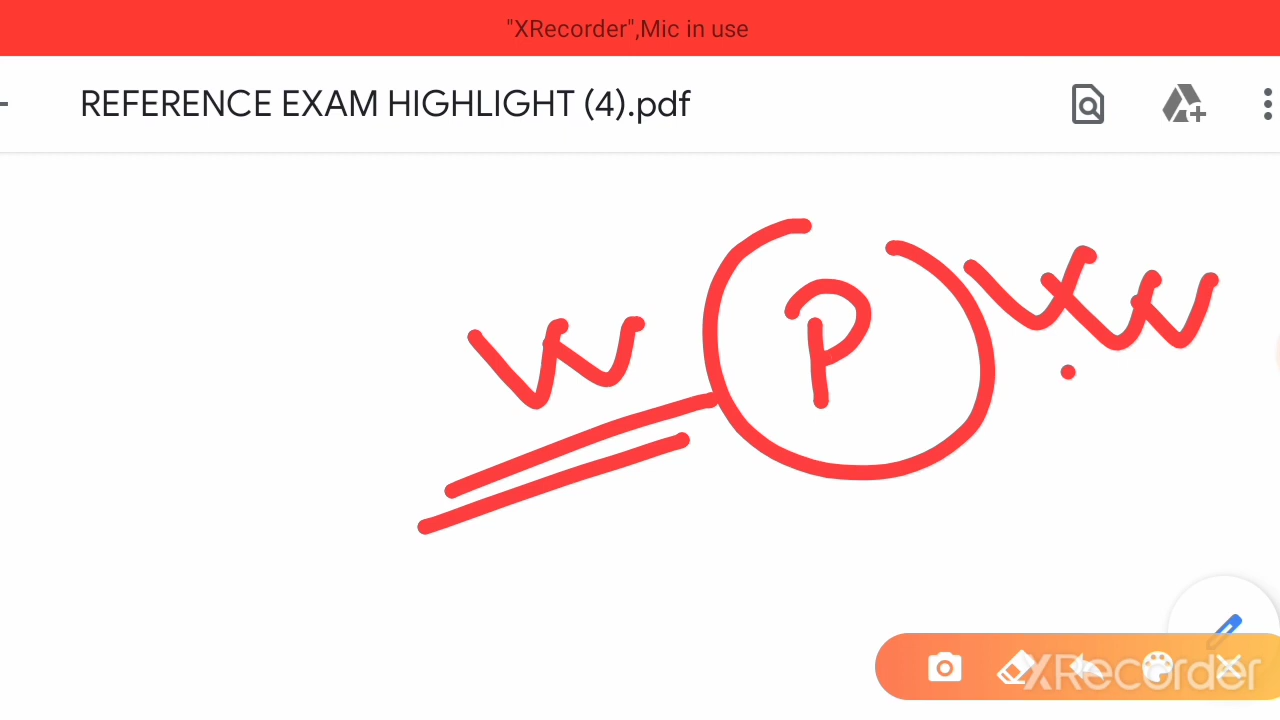 "XRecorder",Mic in use
REFERENCE EXAM HIGHLIGHT (4).pdf
W P
XRecorder